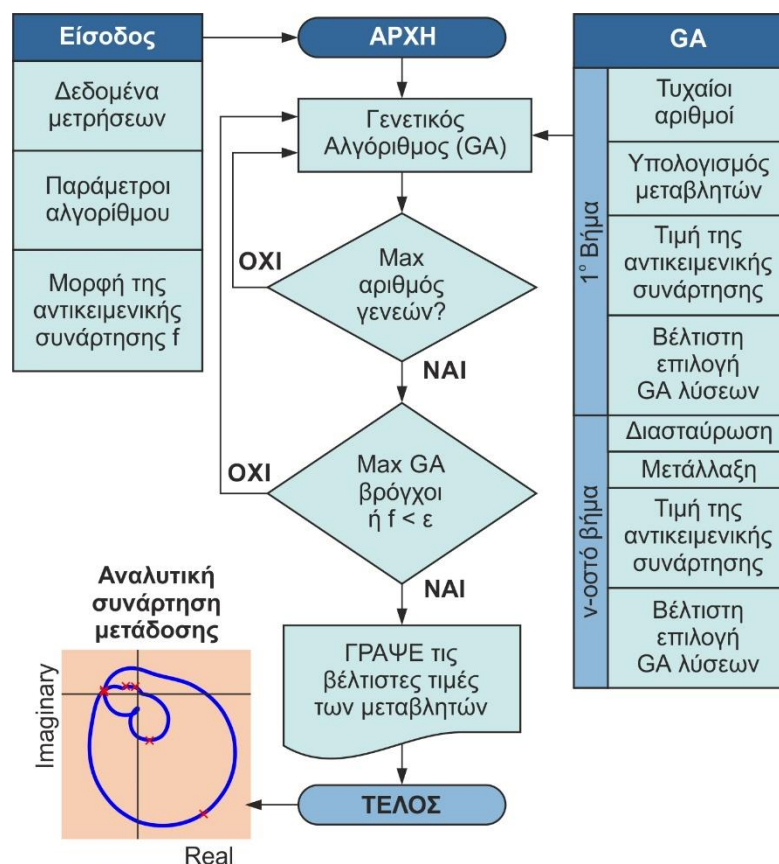 Είσοδος
Δεδομένα
μετρήσεων
Παράμετροι
αλγορίθμου
Μορφή της
αντικειμενικής
συνάρτησης f
ΑΡΧΗ
Γενετικός
Αλγόριθμος (GA)
ΟΧΙ
Max
αριθμός
γενεών?
ΝΑΙ
ΟΧΙ
Max GA
βρόγχοι
ή f < ε
ΝΑΙ
ΓΡΑΨΕ τις
βέλτιστες τιμές
των μεταβλητών
ΤΕΛΟΣ
Αναλυτική
συνάρτηση
μετάδοσης
Imaginary
Real
GA
1° Βήμα
Τυχαίοι
αριθμοί
Υπολογισμός
μεταβλητών
Τιμή της
αντικειμενικής
συνάρτησης
Βέλτιστη
επιλογή
GA λύσεων
ν-οστό βήμα
Διασταύρωση
Μετάλλαξη
Τιμή της
αντικειμενικής
συνάρτησης
Βέλτιστη
επιλογή
GA λύσεων